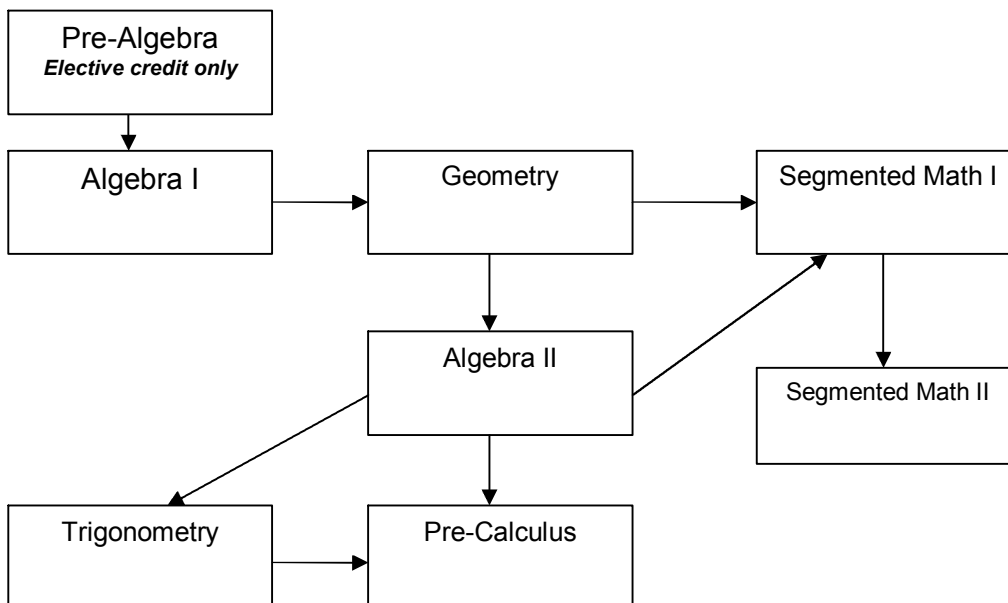 Pre-Algebra
Elective credit only
Algebra I
Geometry
Segmented Math I
Algebra II
Segmented Math II
Trigonometry
Pre-Calculus